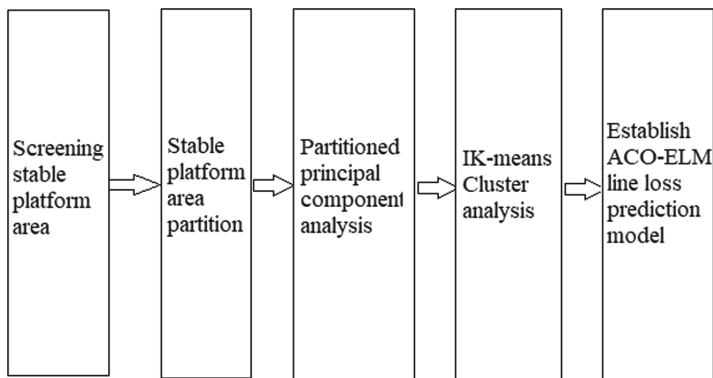 Screening
stable
platform
area
Stable
platform
area
partition
Partitioned
principal
component
analysis
IK-means
Cluster
analysis
Establish
ACO-ELM
line loss
prediction
model